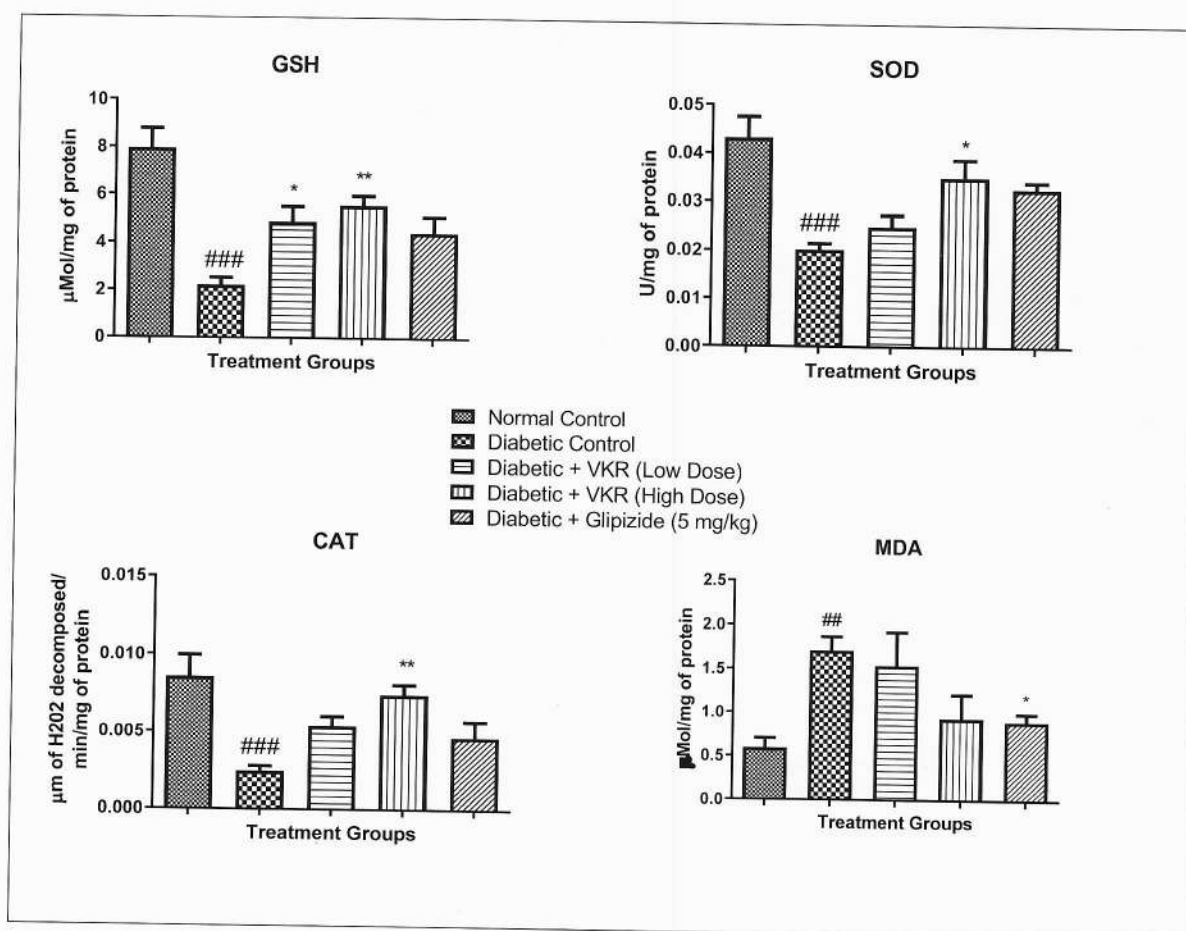 GSH
10
8
6
4
2
0
µMol/mg of protein
###
*
**
Treatment Groups
SOD
0.05
0.04
0.03
0.02
0.01
0.00
U/mg of protein
###
*
Treatment Groups
Normal Control
Diabetic Control
Diabetic + VKR (Low Dose)
Diabetic + VKR (High Dose)
Diabetic + Glipizide (5 mg/kg)
CAT
0.015
0.010
0.005
0.000
µm of H202 decomposed/
min/mg of protein
###
**
Treatment Groups
MDA
2.5
2.0
1.5
1.0
0.5
0.0
µMol/mg of protein
##
*
Treatment Groups